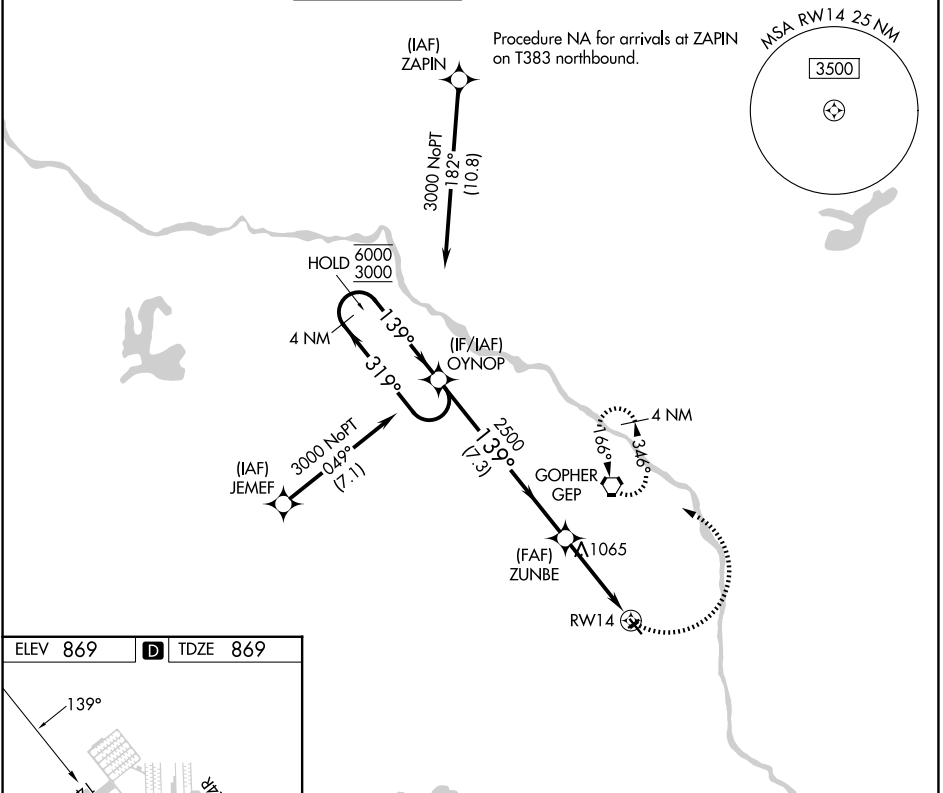 (IAF)
ZAPIN
Procedure NA for arrivals at ZAPIN
on T383 northbound.
MSA RW14 25 NM
3500
3000 NoPT
182°
(10.8)
HOLD
6000
3000
4 NM
139°
319°
(IF/IAF)
OYNOP
3000 NoPT
049°
(7.1)
(IAF)
JEMEF
2500
139°
(7.3)
4 NM
166°
346°
GOPHER
GEP
(FAF)
ZUNBE
1065
RW14
ELEV 869
D
TDZE 869
139°
14